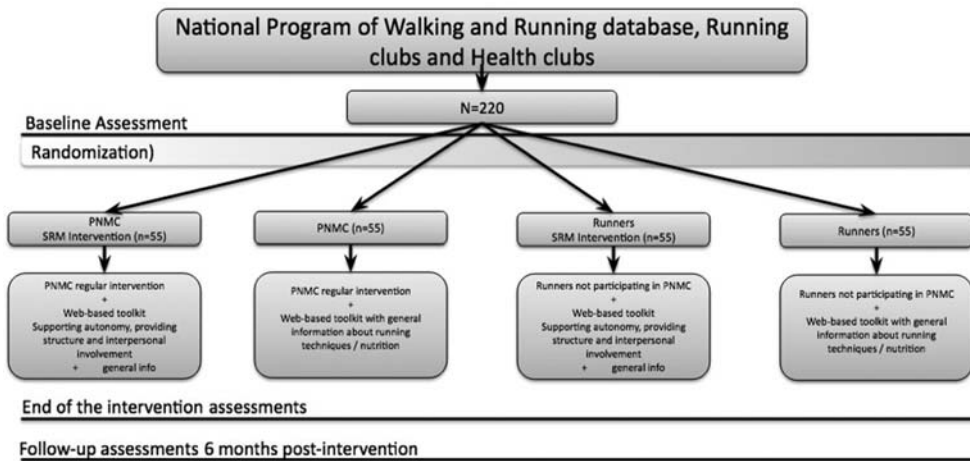 National Program of Walking and Running database, Running
clubs and Health clubs
N=220
Baseline Assessment
Randomization)
PNMC
SRM Intervention (n=55)
PNMC (n=55)
Runners
SRM Intervention (n=55)
Runners (n=55)
PNMC regular intervention
+
Web-based toolkit
Supporting autonomy, providing
structure and interpersonal
involvement
+ general info
PNMC regular intervention
+
Web-based toolkit with general
information about running
techniques / nutrition
Runners not participating in PNMC
+
Web-based toolkit
Supporting autonomy, providing
structure and interpersonal
involvement
+ general info
Runners not participating in PNMC
+
Web-based toolkit with general
information about running
techniques / nutrition
End of the intervention assessments
Follow-up assessments 6 months post-intervention